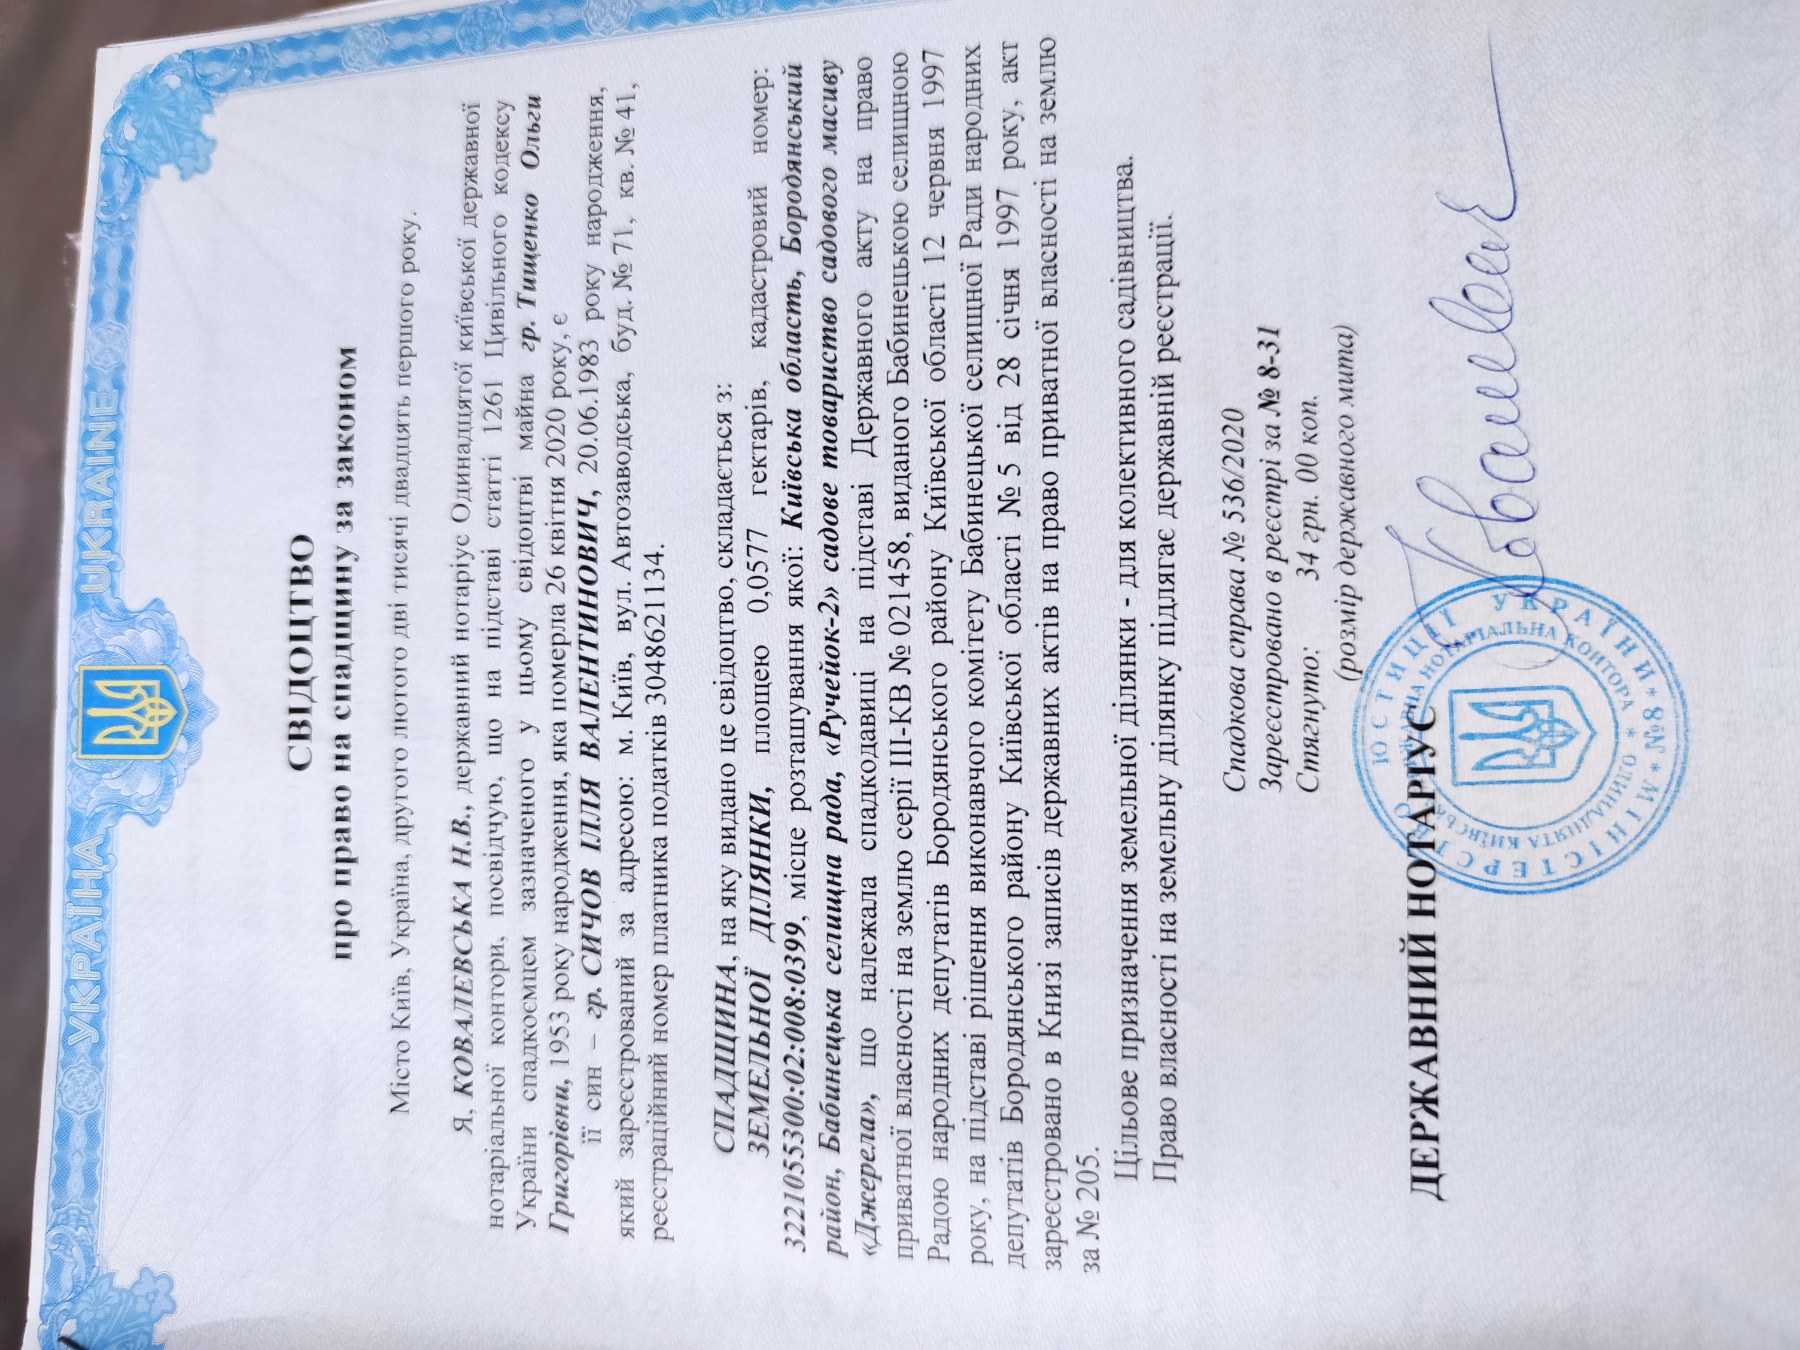 УКРАЇНА UKRAINE
СВІДОЦТВО
про право на спадщину за законом
Місто Київ, Україна, другого лютого дві тисячі двадцять першого року.
Я, КОВАЛЕВСЬКА Н.В., державний нотаріус Одинадцятої київської державної
нотаріальної контори, посвідчую, що на підставі статті 1261 Цивільного кодексу
України спадкоємцем зазначеного у цьому свідоцтві майна гр. Тищенко Ольги
Григорівни, 1953 року народження, яка померла 26 квітня 2020 року, є
її син – гр. СИЧОВ ІЛЛЯ ВАЛЕНТИНОВИЧ, 20.06.1983 року народження,
який зареєстрований за адресою: м. Київ, вул. Автозаводська, буд. № 71, кв. № 41,
реєстраційний номер платника податків 3048621134.
СПАДЩИНА, на яку видано це свідоцтво, складається з:
ЗЕМЕЛЬНОЇ ДІЛЯНКИ, площею 0,0577 гектарів, кадастровий номер:
3221055300:02:008:0399, місце розташування якої: Київська область, Бородянський
район, Бабинецька селищна рада, «Ручейок-2» садове товариство садового масиву
«Джерела», що належала спадкодавиці на підставі Державного акту на право
приватної власності на землю серії ІІІ-КВ № 021458, виданого Бабинецькою селищною
Радою народних депутатів Бородянського району Київської області 12 червня 1997
року, на підставі рішення виконавчого комітету Бабинецької селищної Ради народних
депутатів Бородянського району Київської області № 5 від 28 січня 1997 року, акт
зареєстровано в Книзі записів державних актів на право приватної власності на землю
за № 205.
Цільове призначення земельної ділянки - для колективного садівництва.
Право власності на земельну ділянку підлягає державній реєстрації.
Спадкова справа № 536/2020
Зареєстровано в реєстрі за № 8-31
Стягнуто: 34 грн. 00 коп.
(розмір державного мита)
ДЕРЖАВНИЙ НОТАРІУС
МІНІСТЕРСТВО ЮСТИЦІЇ УКРАЇНИ * №8 *
ОДИНАДЦЯТА КИЇВСЬКА ДЕРЖАВНА НОТАРІАЛЬНА КОНТОРА